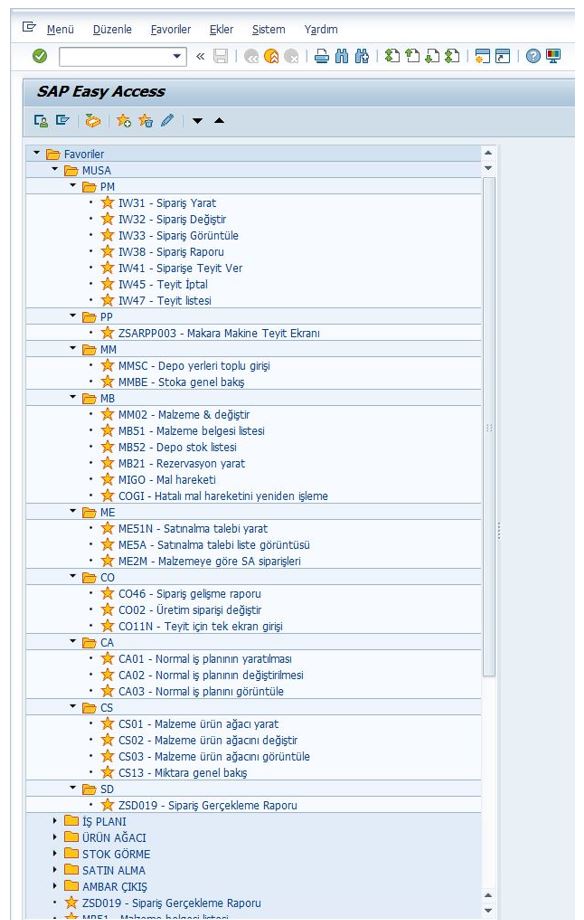 Menü Düzenle Favoriler Ekler Sistem Yardım
SAP Easy Access
Favoriler
MUSA
PM
IW31 - Sipariş Yarat
IW32 - Sipariş Değiştir
IW33 - Sipariş Görüntüle
IW38 - Sipariş Raporu
IW41 - Siparişe Teyit Ver
IW45 - Teyit İptal
IW47 - Teyit listesi
PP
ZSARPP003 - Makara Makine Teyit Ekranı
MM
MMSC - Depo yerleri toplu girişi
MMBE - Stoka genel bakış
MB
MM02 - Malzeme & değiştir
MB51 - Malzeme belgesi listesi
MB52 - Depo stok listesi
MB21 - Rezervasyon yarat
MIGO - Mal hareketi
COGI - Hatalı mal hareketini yeniden işleme
ME
ME51N - Satınalma talebi yarat
ME5A - Satınalma talebi liste görüntüsü
ME2M - Malzemeye göre SA siparişleri
CO
CO46 - Sipariş gelişme raporu
CO02 - Üretim siparişi değiştir
CO11N - Teyit için tek ekran girişi
CA
CA01 - Normal iş planının yaratılması
CA02 - Normal iş planının değiştirilmesi
CA03 - Normal iş planını görüntüle
CS
CS01 - Malzeme ürün ağacı yarat
CS02 - Malzeme ürün ağacını değiştir
CS03 - Malzeme ürün ağacını görüntüle
CS13 - Miktara genel bakış
SD
ZSD019 - Sipariş Gerçekleme Raporu
İŞ PLANI
ÜRÜN AĞACI
STOK GÖRME
SATIN ALMA
AMBAR ÇIKIŞ
ZSD019 - Sipariş Gerçekleme Raporu
MB51 - Malzeme belgesi listesi